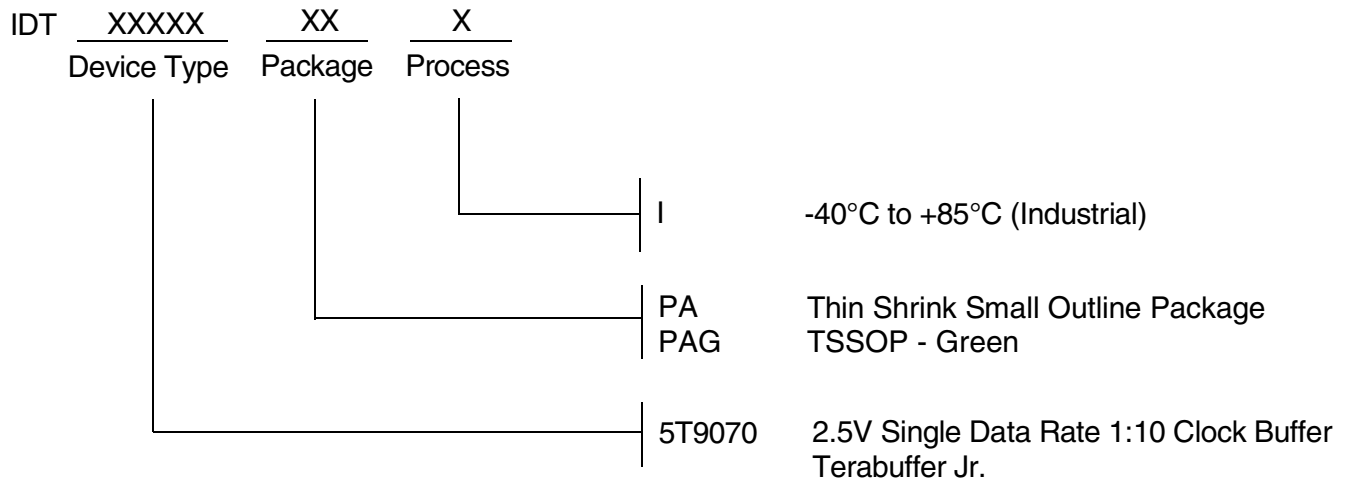 IDT XXXXX XX X
Device Type Package Process
I -40°C to +85°C (Industrial)
PA Thin Shrink Small Outline Package
PAG TSSOP - Green
5T9070 2.5V Single Data Rate 1:10 Clock Buffer
Terabuffer Jr.